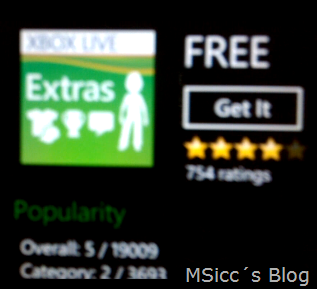 XBOX LIVE
Extras
FREE
Get It
754 ratings
Popularity
Overall: 5 / 19009
Category: 2 / 3693
MSicc´s Blog